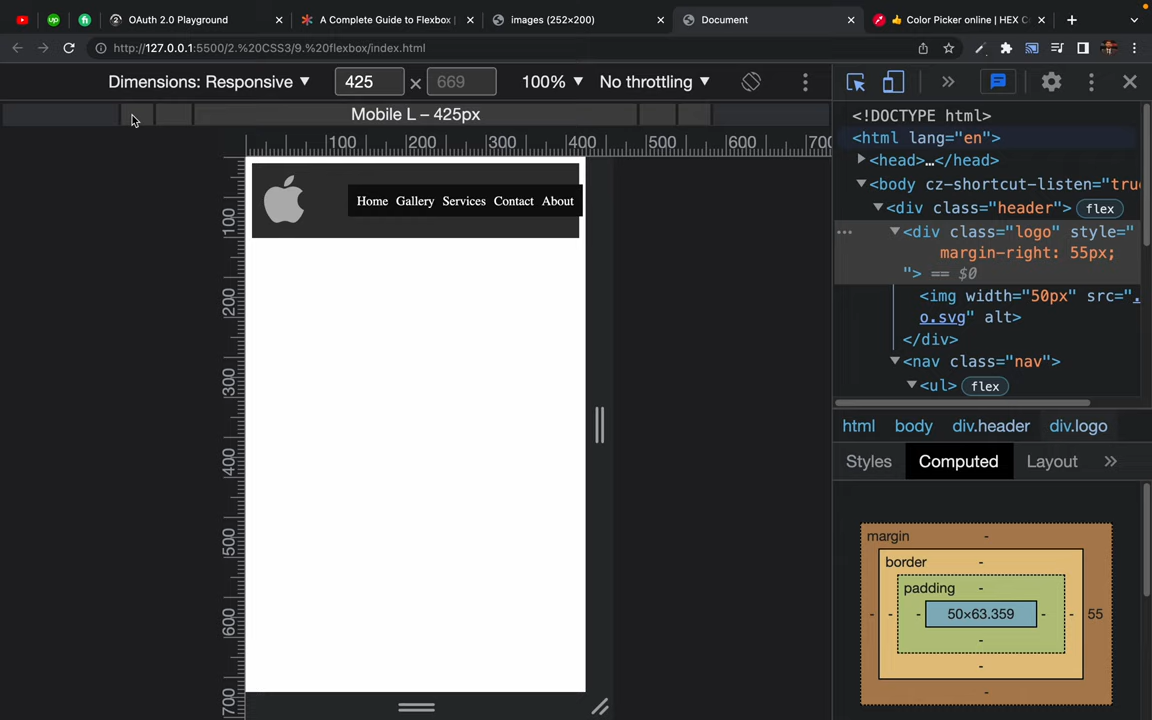 OAuth 2.0 Playground
A Complete Guide to Flexbox
images (252×200)
Document
Color Picker online | HEX C
http://127.0.0.1:5500/2.%20CSS3/9.%20flexbox/index.html
Dimensions: Responsive ▼ 425 × 669 100% ▼ No throttling ▼
Mobile L – 425px
100 200 300 400 500 600 700
100
200
300
400
500
600
700
Home Gallery Services Contact About
<!DOCTYPE html>
<html lang="en">
<head>…</head>
<body cz-shortcut-listen="true
<div class="header"> flex
<div class="logo" style="
margin-right: 55px;
"> == $0
<img width="50px" src="..
o.svg" alt>
</div>
<nav class="nav">
<ul> flex
html body div.header div.logo
Styles Computed Layout
margin -
border -
padding -
- - - 50×63.359 - - 55
-
-
-